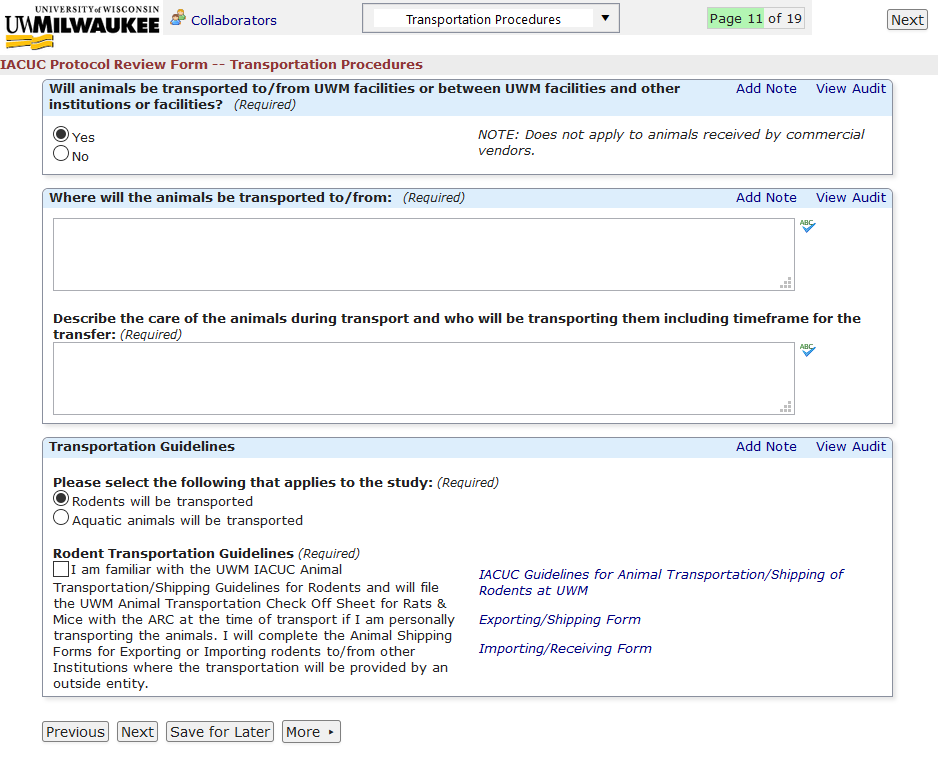 UNIVERSITY of WISCONSIN
UWMILWAUKEE
Collaborators
Transportation Procedures
Page 11 of 19
Next
IACUC Protocol Review Form -- Transportation Procedures
Will animals be transported to/from UWM facilities or between UWM facilities and other
institutions or facilities? (Required)
Add Note View Audit
Yes
No
NOTE: Does not apply to animals received by commercial
vendors.
Where will the animals be transported to/from: (Required)
Add Note View Audit
ABC
Describe the care of the animals during transport and who will be transporting them including timeframe for the
transfer: (Required)
ABC
Transportation Guidelines
Add Note View Audit
Please select the following that applies to the study: (Required)
Rodents will be transported
Aquatic animals will be transported
Rodent Transportation Guidelines (Required)
I am familiar with the UWM IACUC Animal
Transportation/Shipping Guidelines for Rodents and will file
the UWM Animal Transportation Check Off Sheet for Rats &
Mice with the ARC at the time of transport if I am personally
transporting the animals. I will complete the Animal Shipping
Forms for Exporting or Importing rodents to/from other
Institutions where the transportation will be provided by an
outside entity.
IACUC Guidelines for Animal Transportation/Shipping of
Rodents at UWM
Exporting/Shipping Form
Importing/Receiving Form
Previous
Next
Save for Later
More